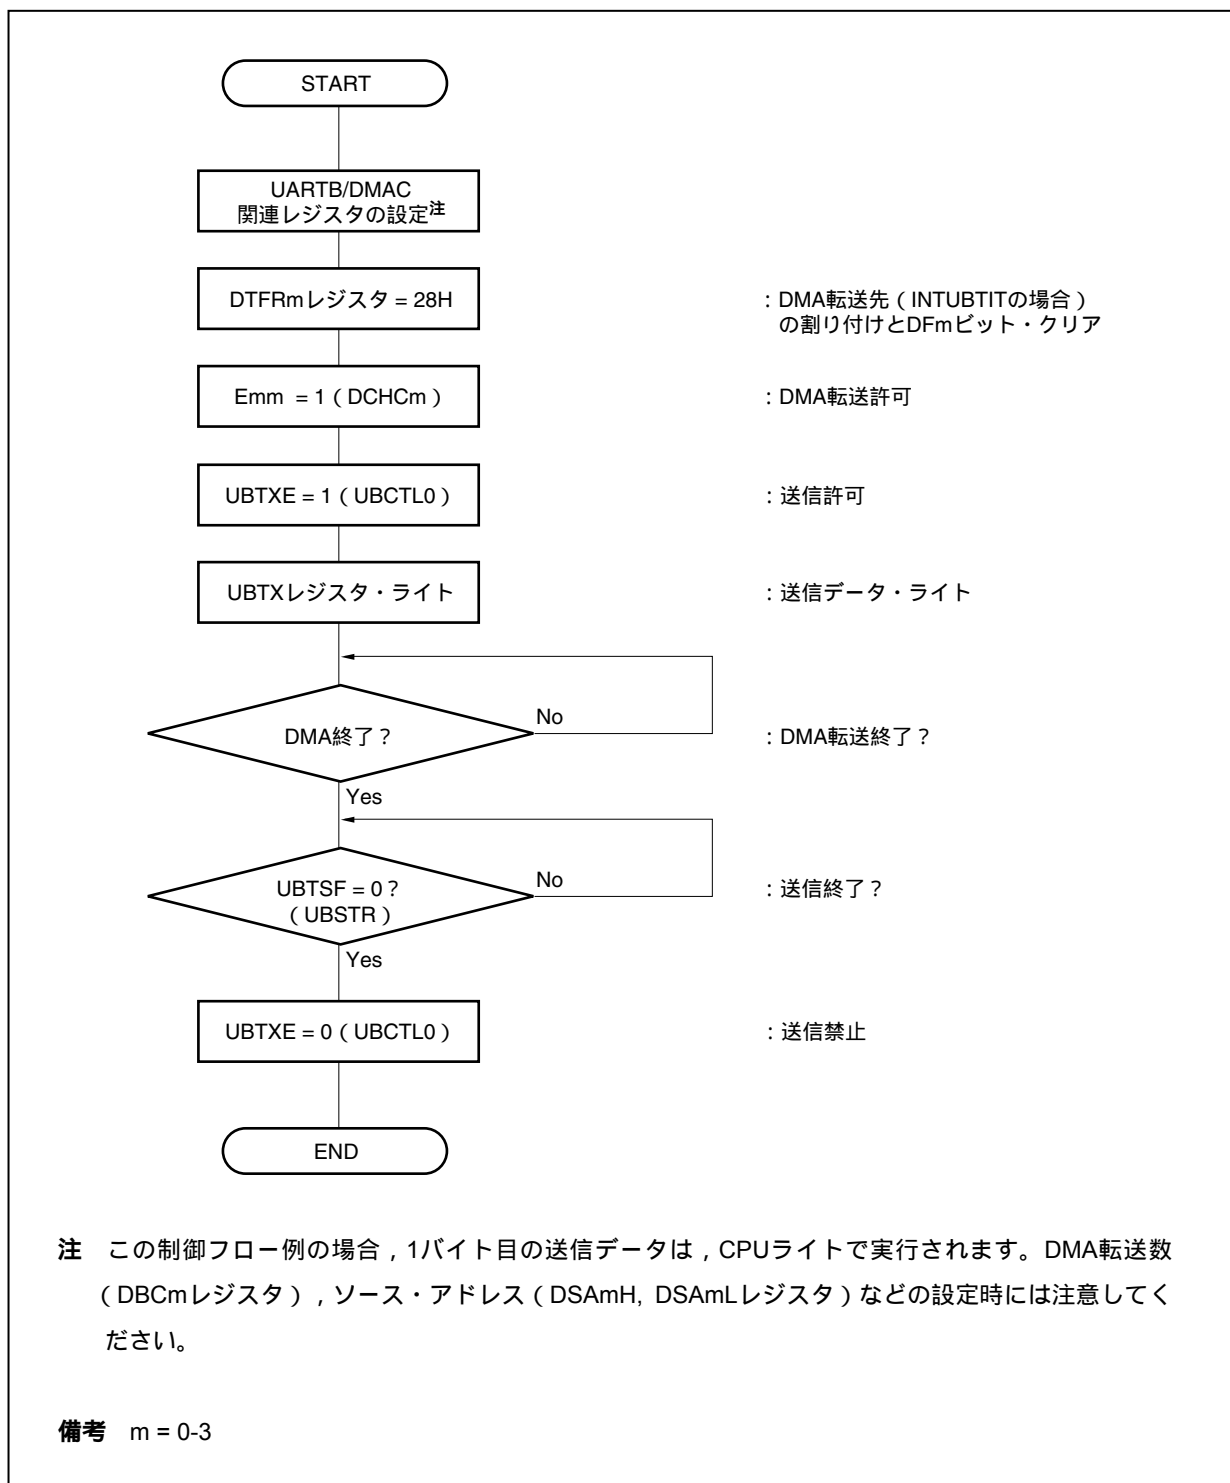 START
UARTB/DMAC
関連レジスタの設定注
DTFRmレジスタ = 28H
：DMA転送先（INTUBTITの場合）
の割り付けとDFmビット・クリア
Emm = 1（DCHCm）
：DMA転送許可
UBTXE = 1（UBCTL0）
：送信許可
UBTXレジスタ・ライト
：送信データ・ライト
DMA終了？
No
：DMA転送終了？
Yes
UBTSF = 0？
（UBSTR）
No
：送信終了？
Yes
UBTXE = 0（UBCTL0）
：送信禁止
END
注　この制御フロー例の場合，1バイト目の送信データは，CPUライトで実行されます。DMA転送数
（DBCmレジスタ），ソース・アドレス（DSAmH, DSAmLレジスタ）などの設定時には注意してく
ださい。
備考　m = 0-3